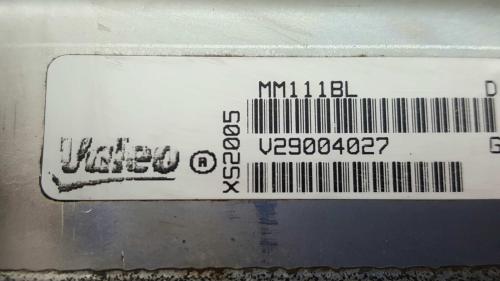 Valeo ®
XS2005
MM111BL D
V29004027 G